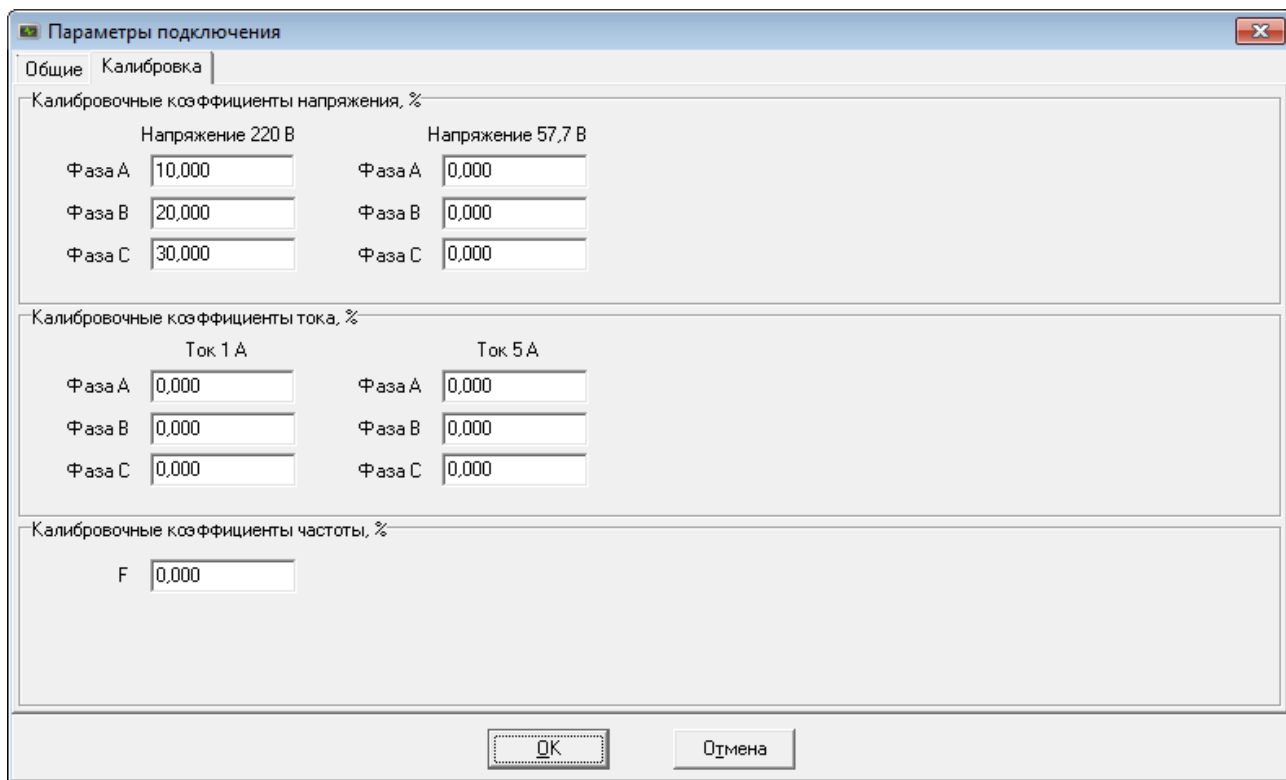 Параметры подключения
Общие Калибровка
Калибровочные коэффициенты напряжения, %
Напряжение 220 В Напряжение 57,7 В
Фаза А 10,000 Фаза А 0,000
Фаза В 20,000 Фаза В 0,000
Фаза С 30,000 Фаза С 0,000
Калибровочные коэффициенты тока, %
Ток 1 А Ток 5 А
Фаза А 0,000 Фаза А 0,000
Фаза В 0,000 Фаза В 0,000
Фаза С 0,000 Фаза С 0,000
Калибровочные коэффициенты частоты, %
F 0,000
OK Отмена